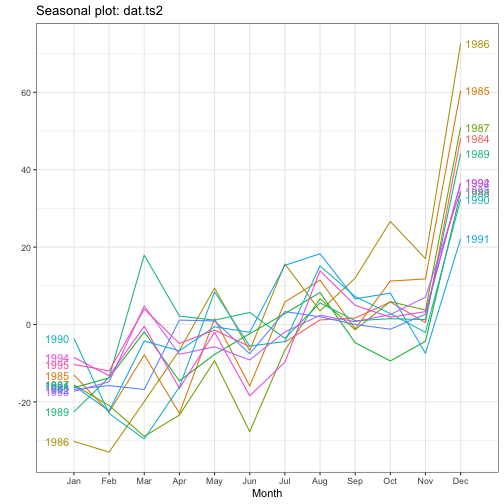 Seasonal plot: dat.ts2
1986
1985
1987
1984
1989
1990
1991
60
40
20
0
-20
1990
1994
1995
1985
1989
1986
Jan
Feb
Mar
Apr
May
Jun
Jul
Aug
Sep
Oct
Nov
Dec
Month